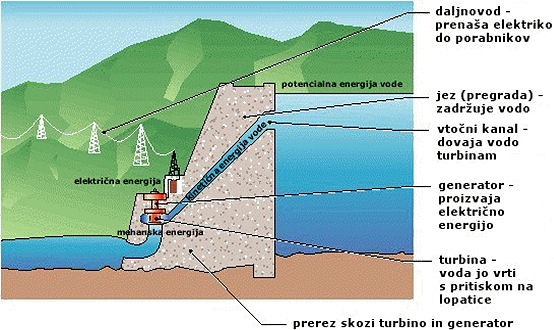 daljnovod -
prenaša elektriko
do porabnikov
potencialna energija vode
jez (pregrada) -
zadržuje vodo
vtočni kanal -
dovaja vodo
turbinam
kinetična energija vode
električna energija
generator -
proizvaja
električno
energijo
mehanska energija
turbina -
voda jo vrti
s pritiskom na
lopatice
prerez skozi turbino in generator